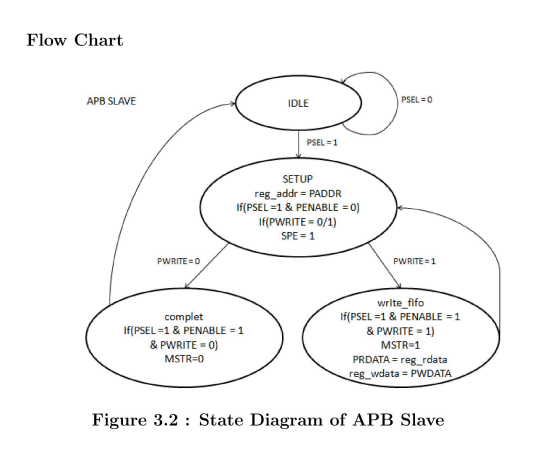 Flow Chart
APB SLAVE
IDLE
PSEL = 0
PSEL = 1
SETUP
reg_addr = PADDR
If(PSEL =1 & PENABLE = 0)
If(PWRITE = 0/1)
SPE = 1
PWRITE = 0
PWRITE = 1
complet
If(PSEL =1 & PENABLE = 1
& PWRITE = 0)
MSTR=0
write_fifo
If(PSEL =1 & PENABLE = 1
& PWRITE = 1)
MSTR=1
PRDATA = reg_rdata
reg_wdata = PWDATA
Figure 3.2 : State Diagram of APB Slave